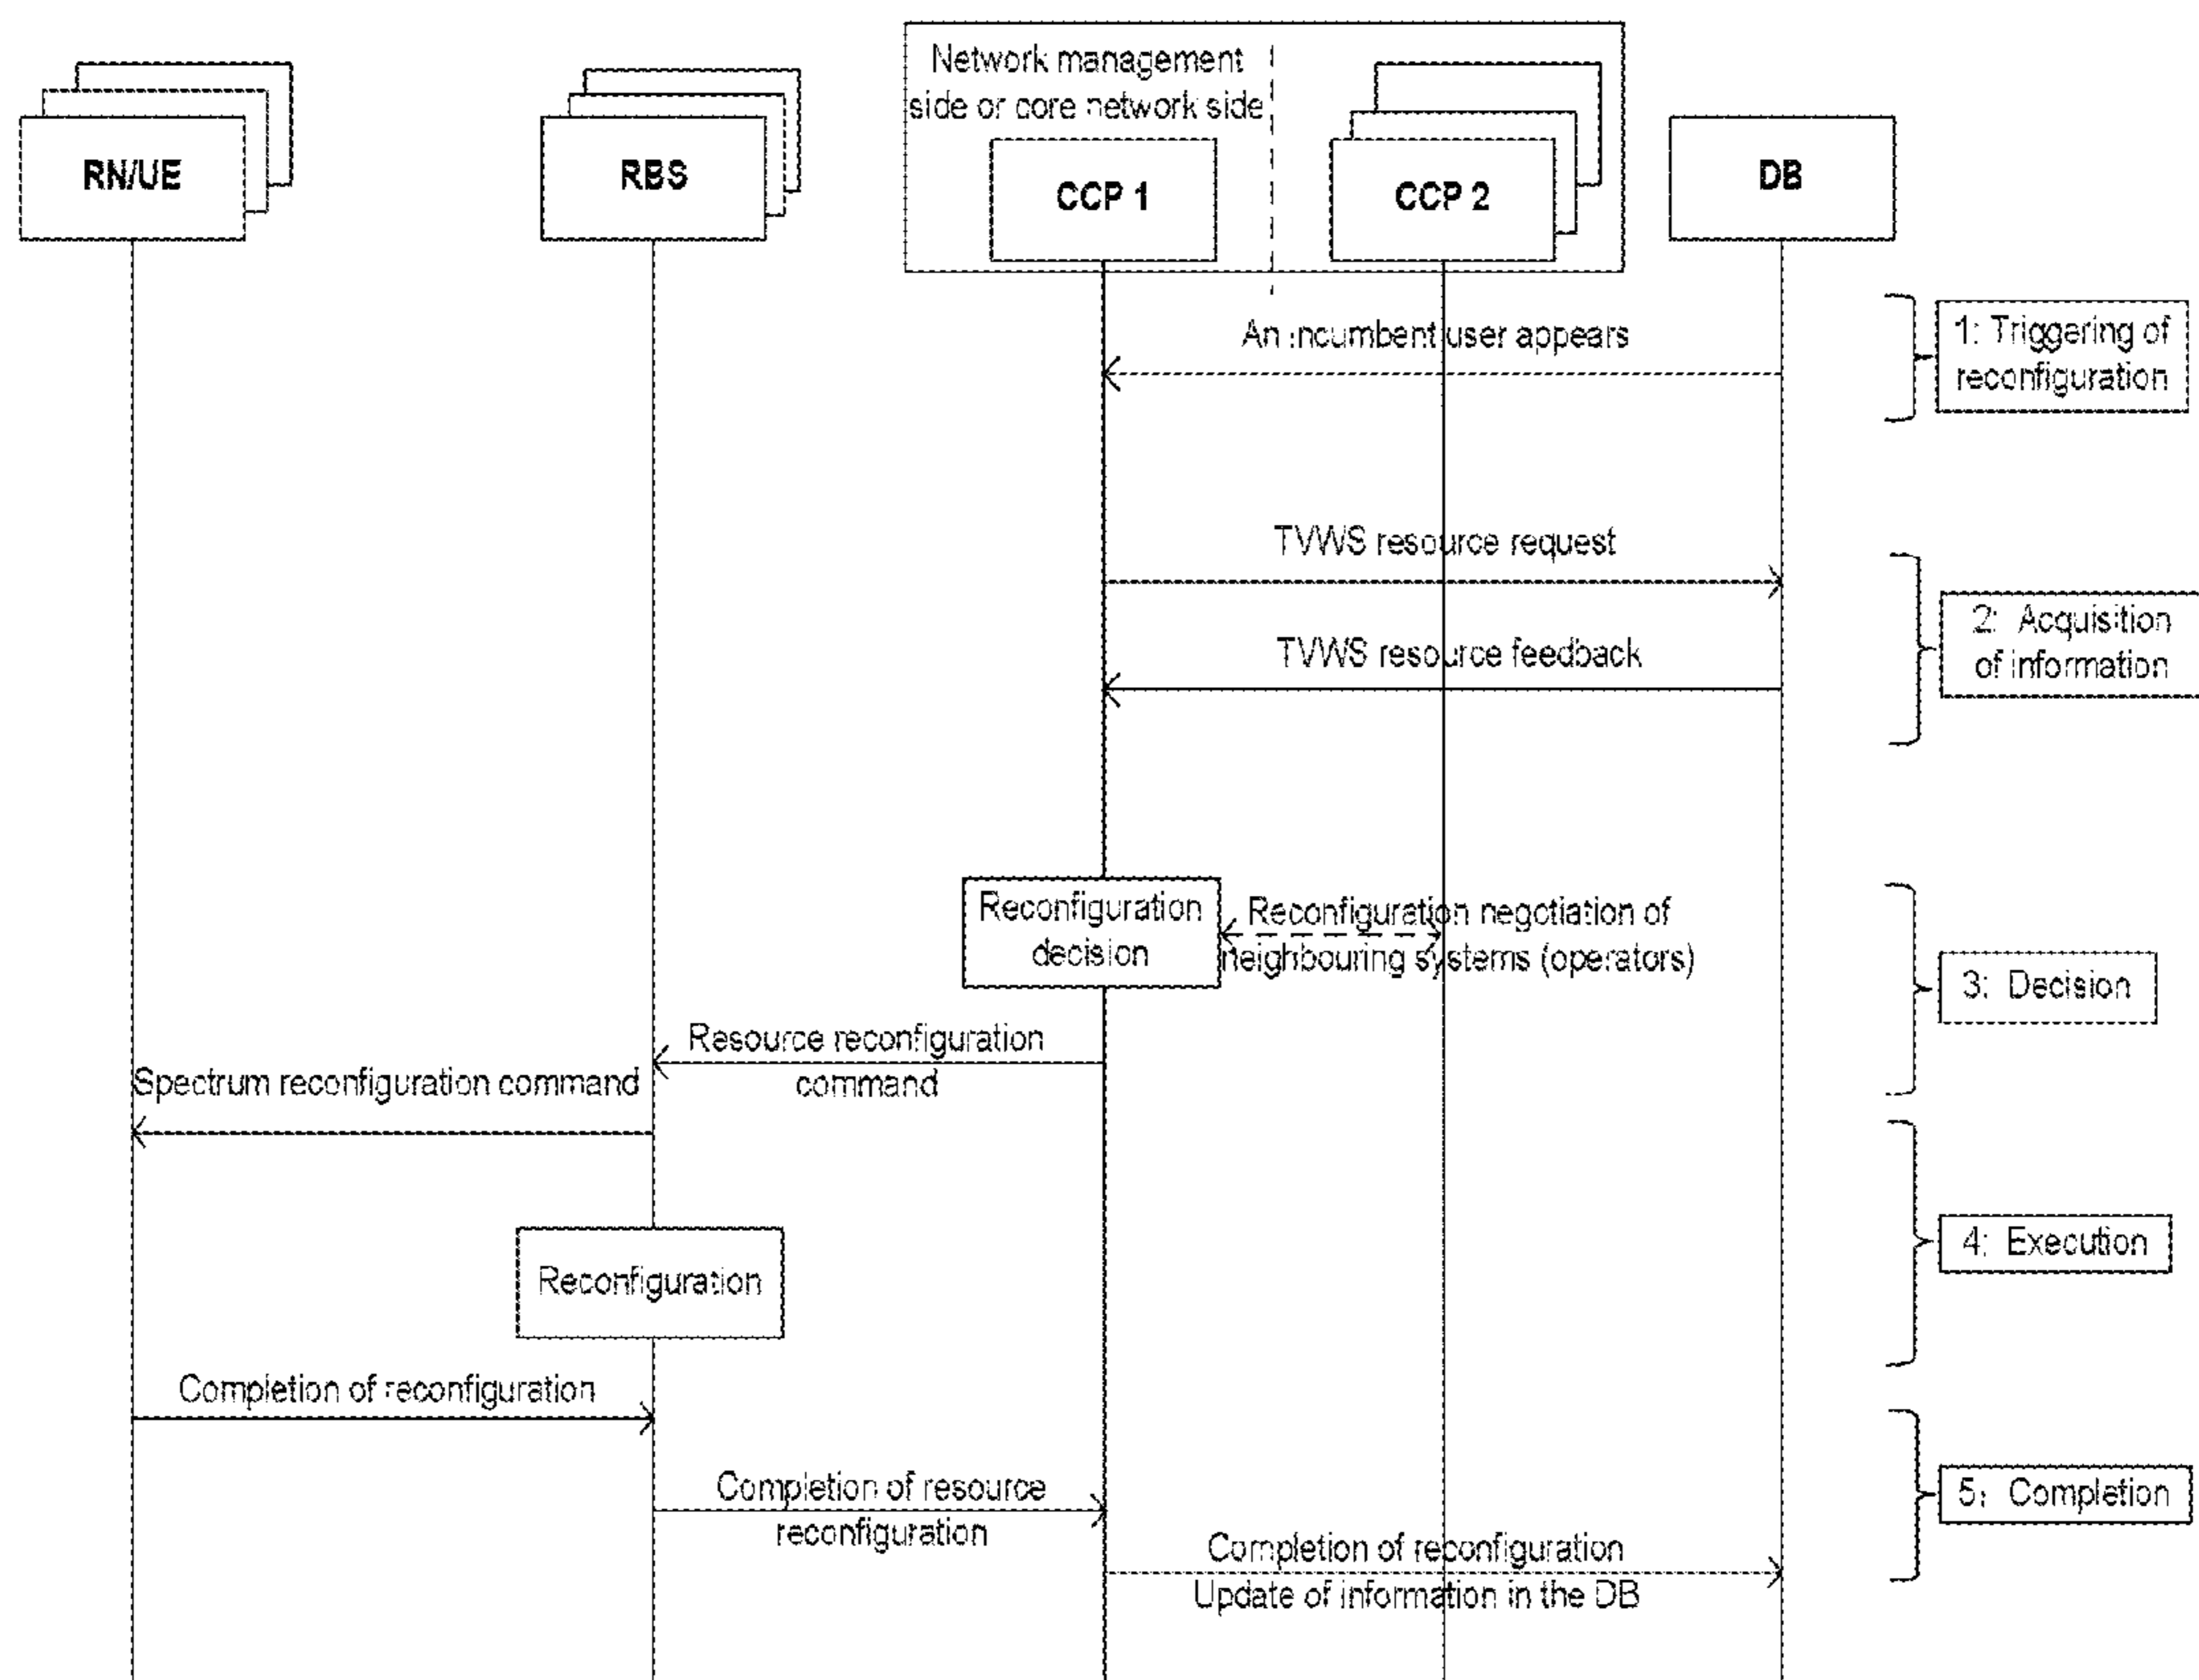 Network management
side or core network side
RN/UE
RBS
CCP 1
CCP 2
DB
An incumbent user appears
1: Triggering of
reconfiguration
TVWS resource request
TVWS resource feedback
2: Acquisition
of information
Reconfiguration
decision
Reconfiguration negotiation of
neighbouring systems (operators)
3: Decision
Resource reconfiguration
command
Spectrum reconfiguration command
Reconfiguration
4: Execution
Completion of reconfiguration
Completion of resource
reconfiguration
5: Completion
Completion of reconfiguration
Update of information in the DB